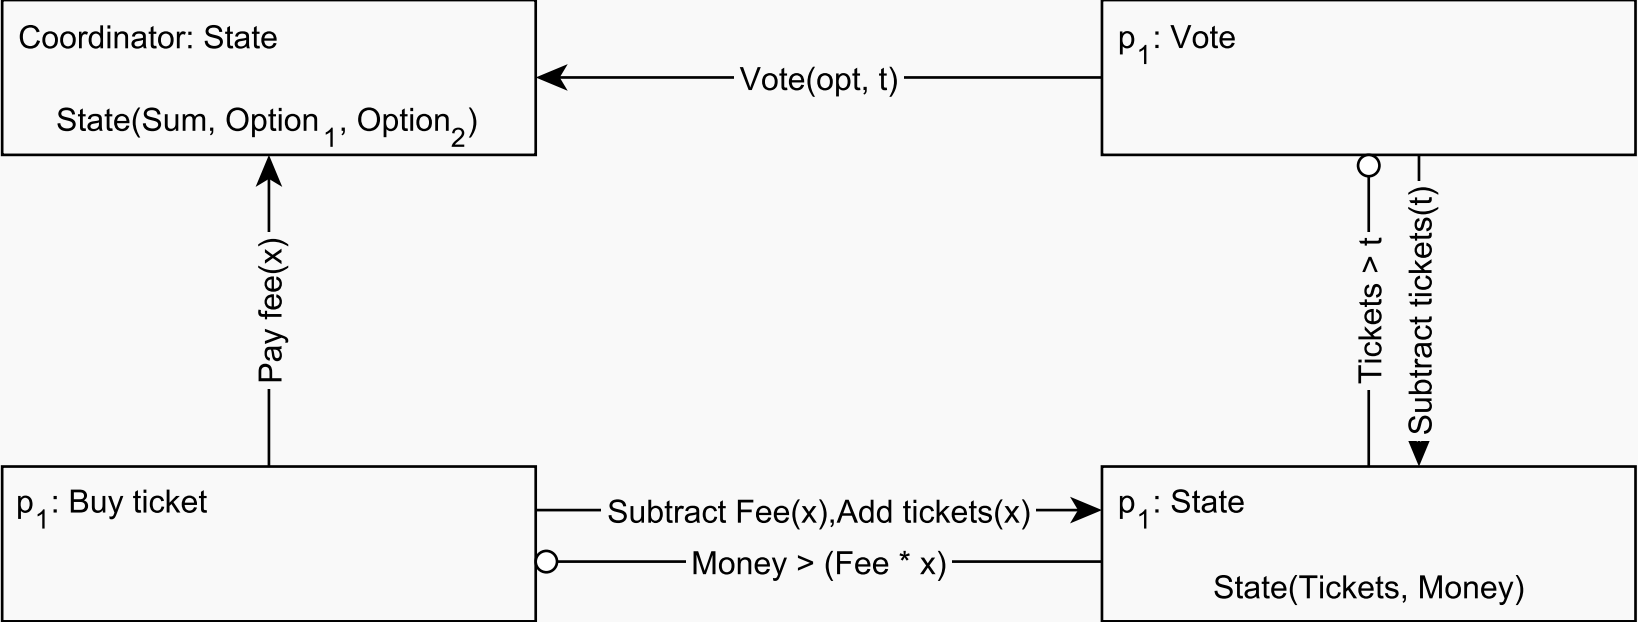 Coordinator: State
p1: Vote
Vote(opt, t)
State(Sum, Option1, Option2)
Pay fee(x)
Tickets > t
Subtract tickets(t)
p1: Buy ticket
p1: State
Subtract Fee(x),Add tickets(x)
Money > (Fee * x)
State(Tickets, Money)